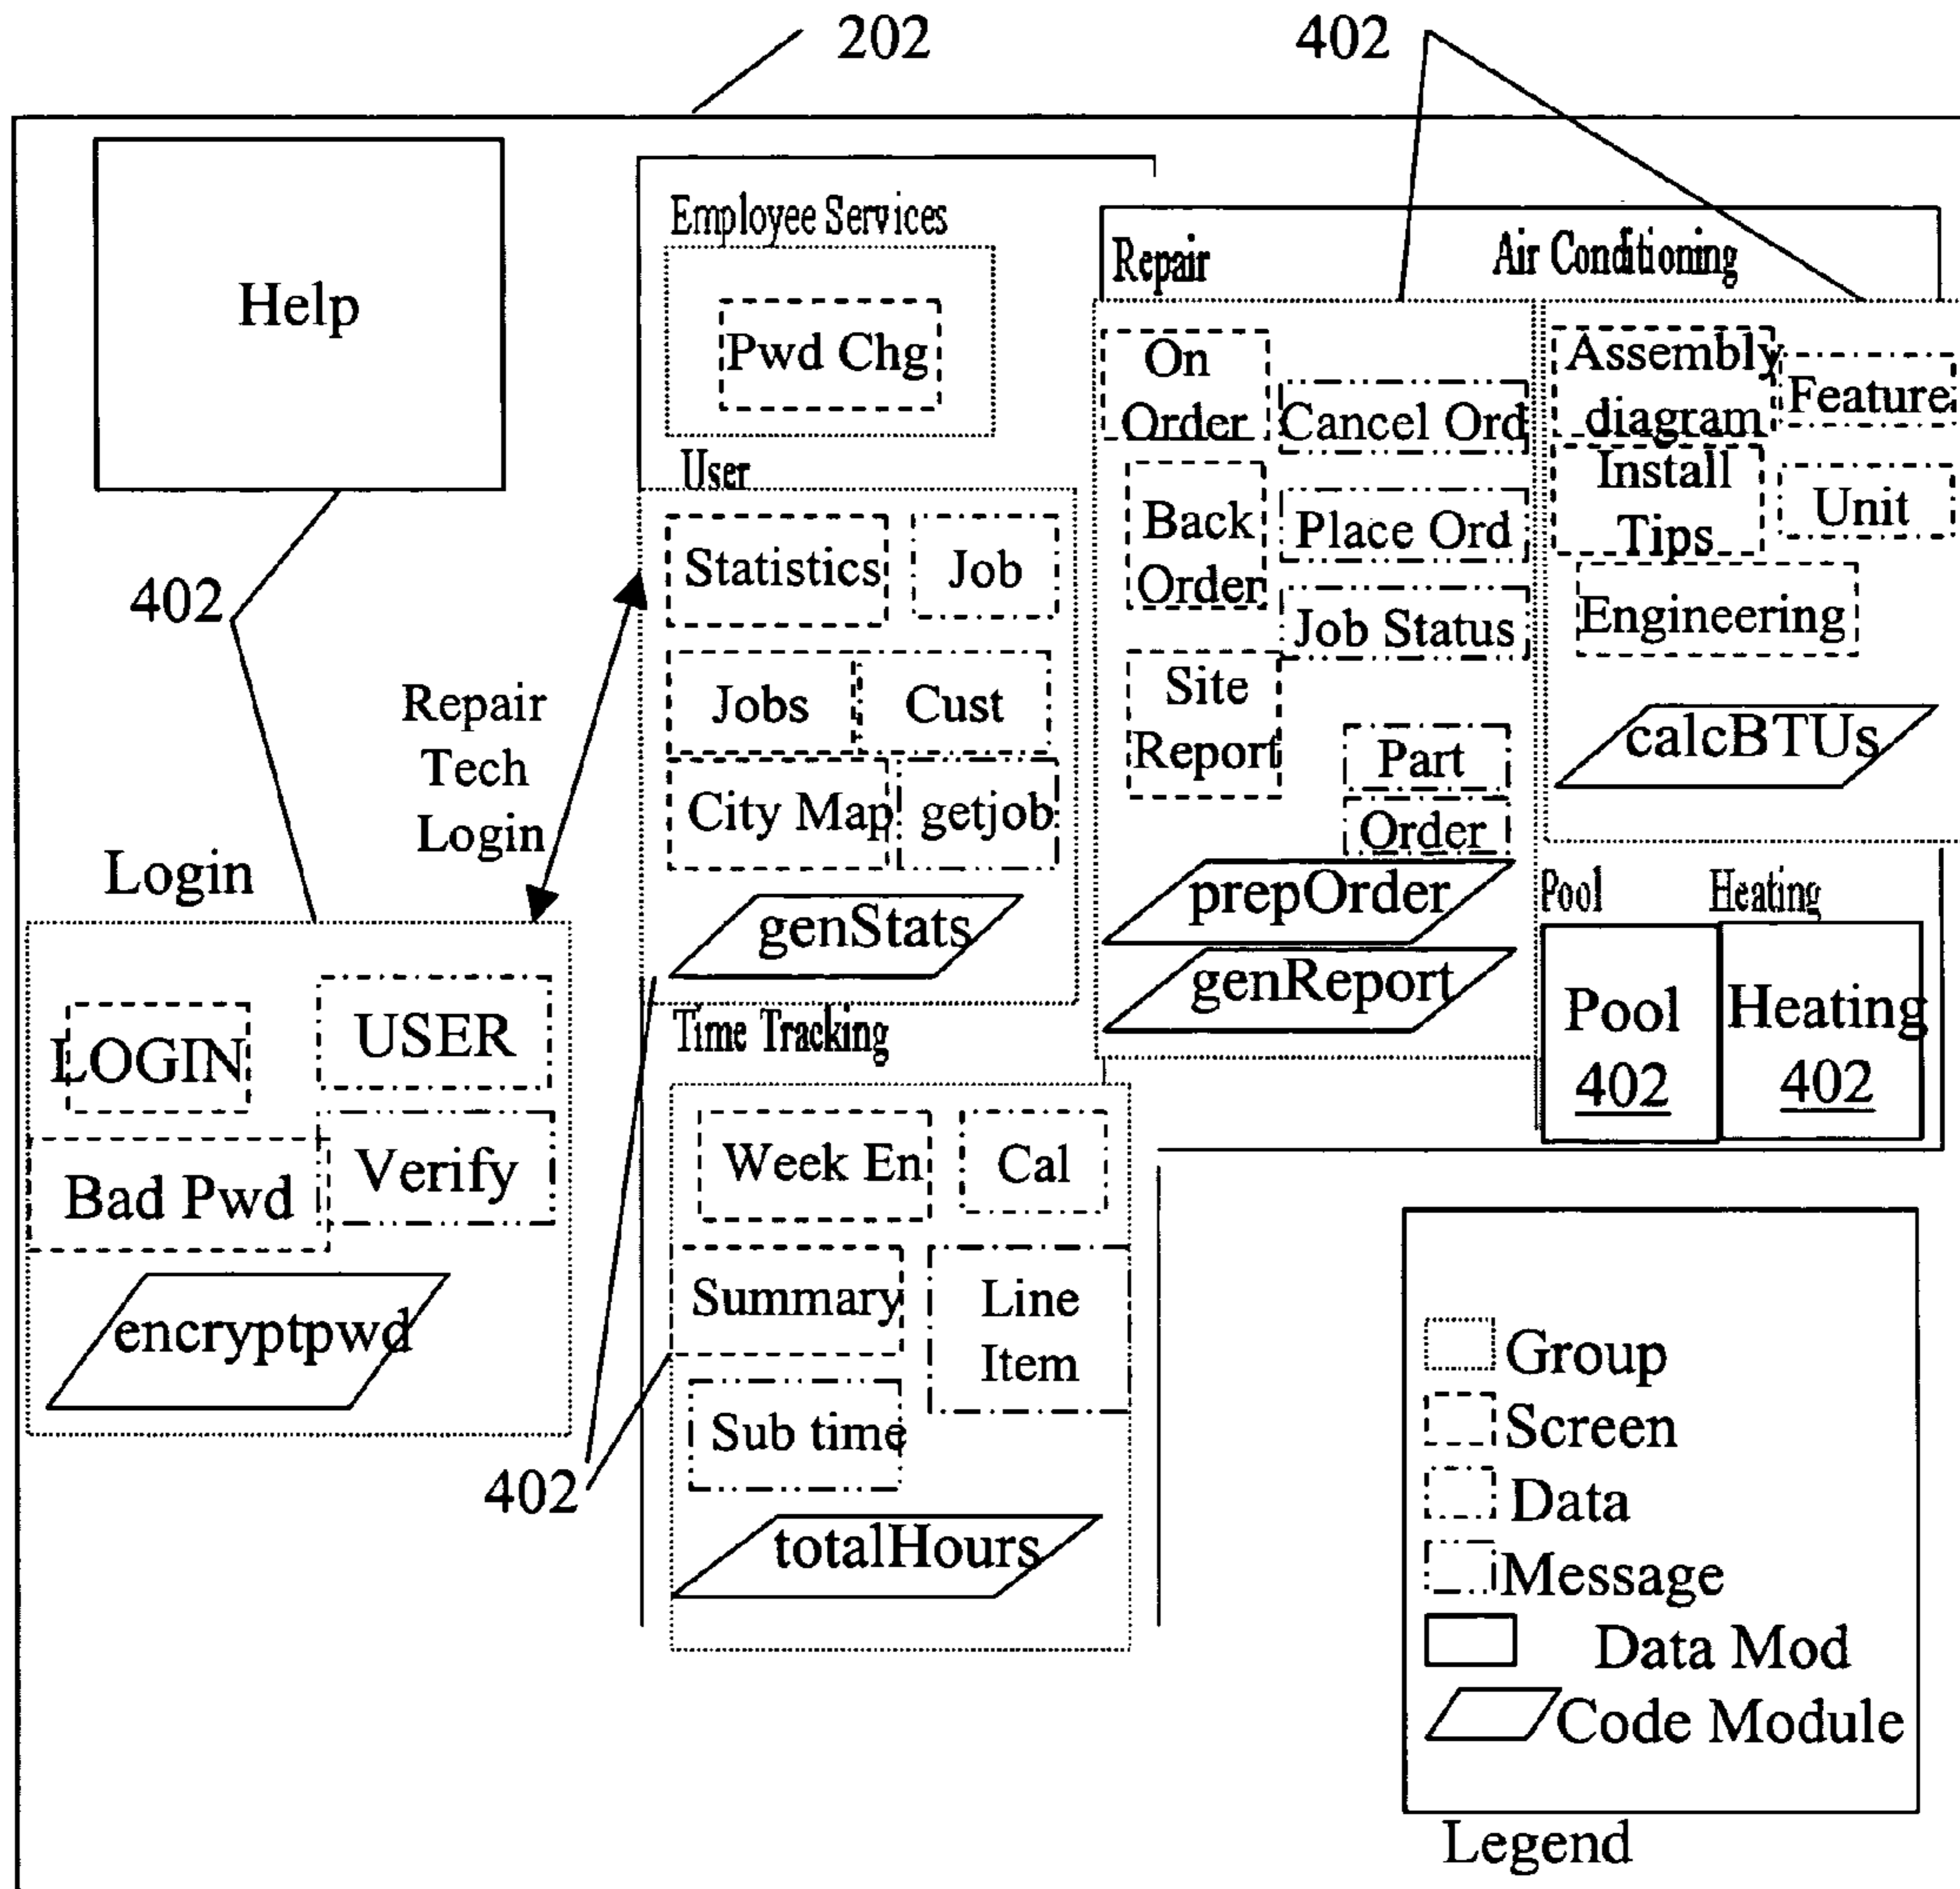 202
402
Help
Employee Services
Pwd Chg
Repair
Air Conditioning
On
Order
Cancel Ord
Back
Order
Place Ord
Job Status
Site
Report
Part
Order
prepOrder
genReport
Assembly
diagram
Feature
Install
Tips
Unit
Engineering
calcBTUs
User
Statistics
Job
Jobs
Cust
City Map
getjob
genStats
402
Repair
Tech
Login
Login
LOGIN
USER
Bad Pwd
Verify
encryptpwd
Time Tracking
Week En
Cal
Summary
Line
Item
Sub time
totalHours
402
Pool
Heating
Pool
402
Heating
402
Group
Screen
Data
Message
Data Mod
Code Module
Legend